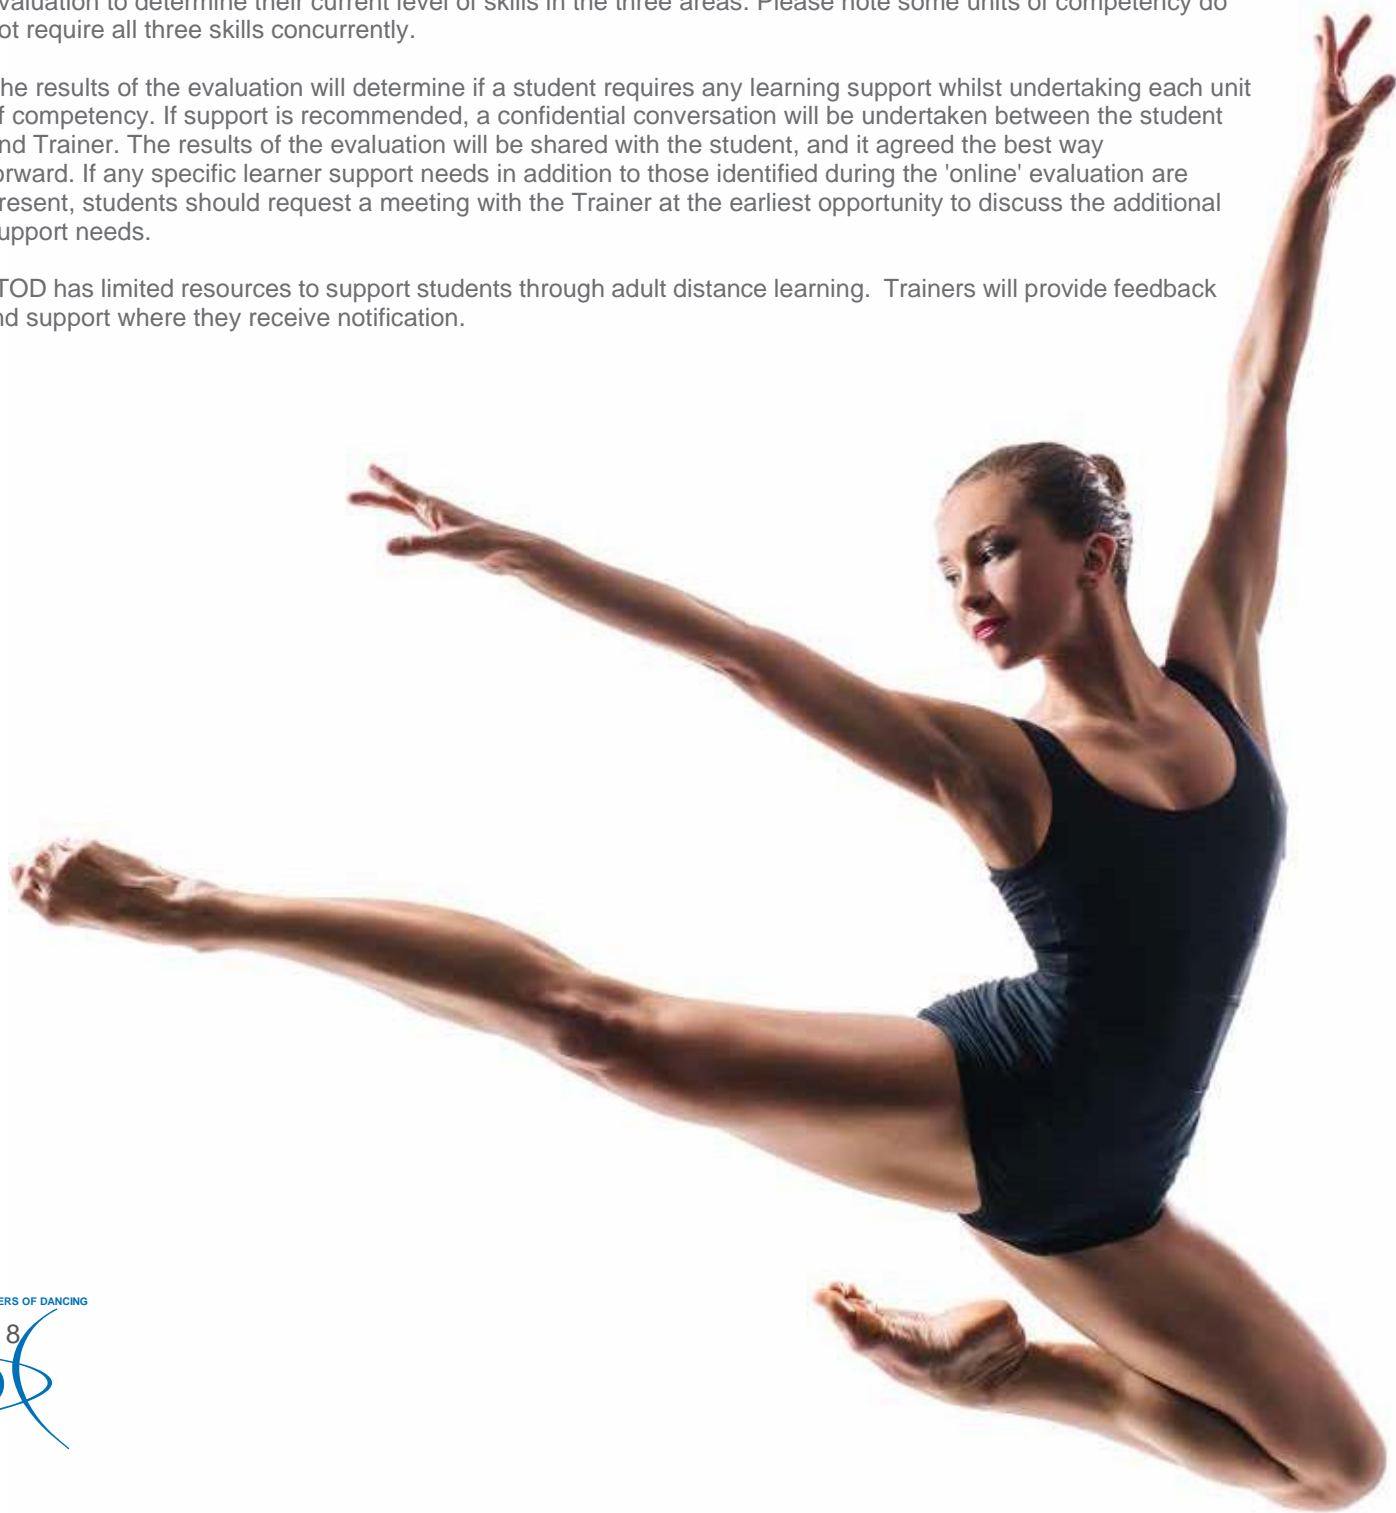 valuation to determine their current level of skills in the three areas. Please note some units of competency do
ot require all three skills concurrently.
he results of the evaluation will determine if a student requires any learning support whilst undertaking each unit
f competency. If support is recommended, a confidential conversation will be undertaken between the student
nd Trainer. The results of the evaluation will be shared with the student, and it agreed the best way
orward. If any specific learner support needs in addition to those identified during the 'online' evaluation are
resent, students should request a meeting with the Trainer at the earliest opportunity to discuss the additional
upport needs.
TOD has limited resources to support students through adult distance learning. Trainers will provide feedback
nd support where they receive notification.
ERS OF DANCING
8